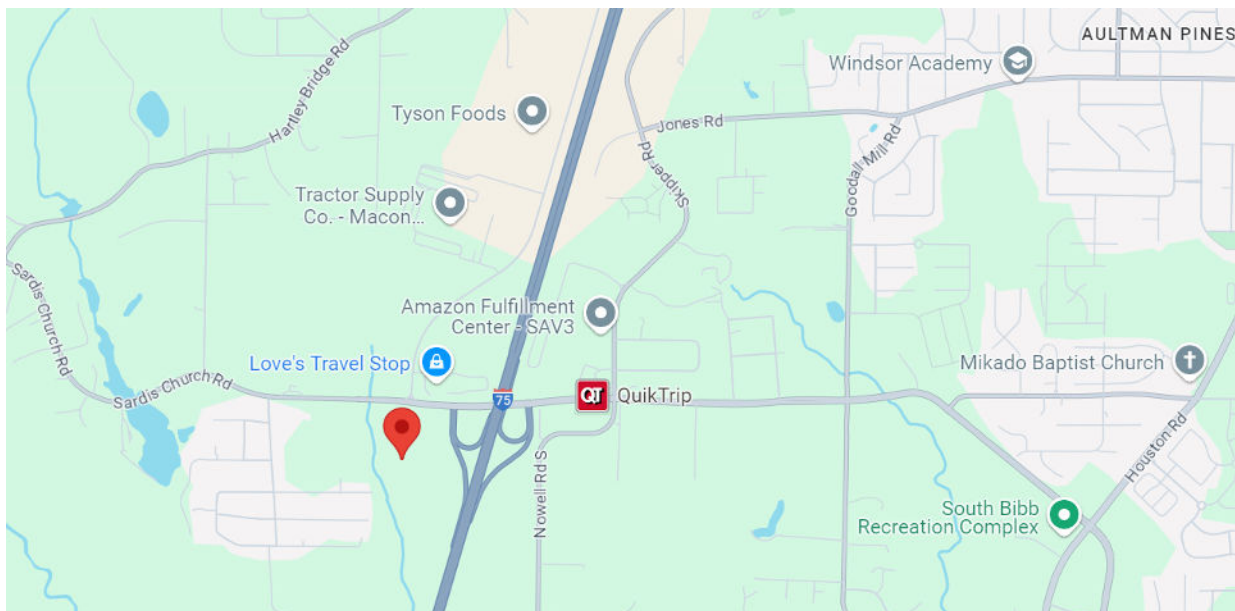 AULTMAN PINES
Windsor Academy
Hartley Bridge Rd
Tyson Foods
Jones Rd
Skipper Rd
Goodall Mill Rd
Tractor Supply
Co. - Macon...
Sardis Church Rd
Amazon Fulfillment
Center - SAV3
Love's Travel Stop
Mikado Baptist Church
Sardis Church Rd
75
QT
QuikTrip
Houston Rd
Nowell Rd S
South Bibb
Recreation Complex